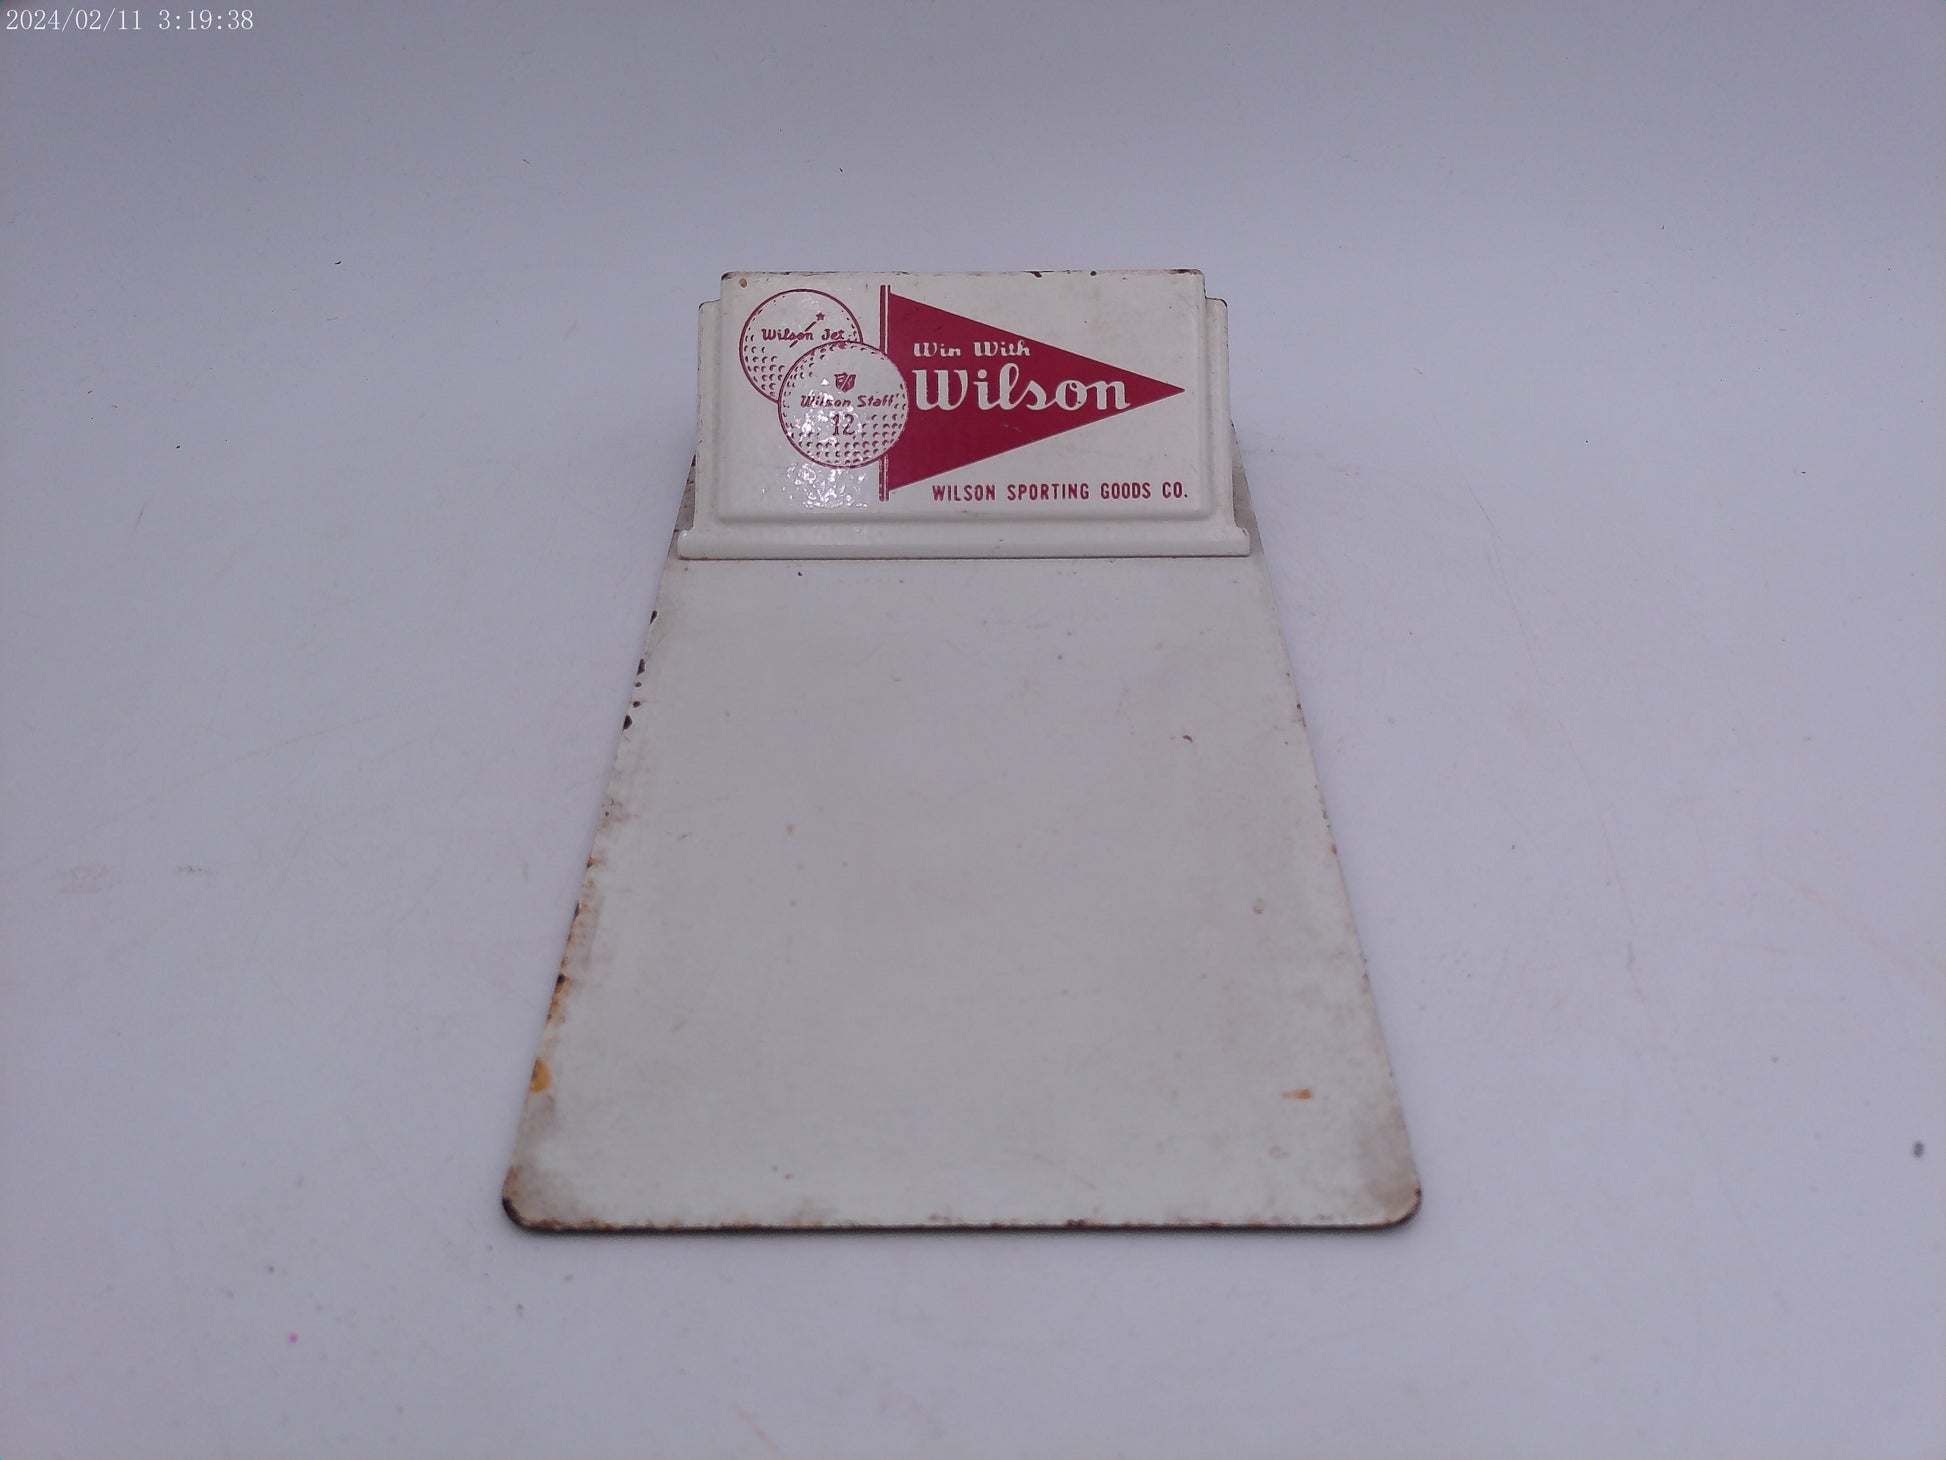 2024/02/11 3:19:38
Wilson Jet
Wilson Staff
12
Win With
Wilson
WILSON SPORTING GOODS CO.